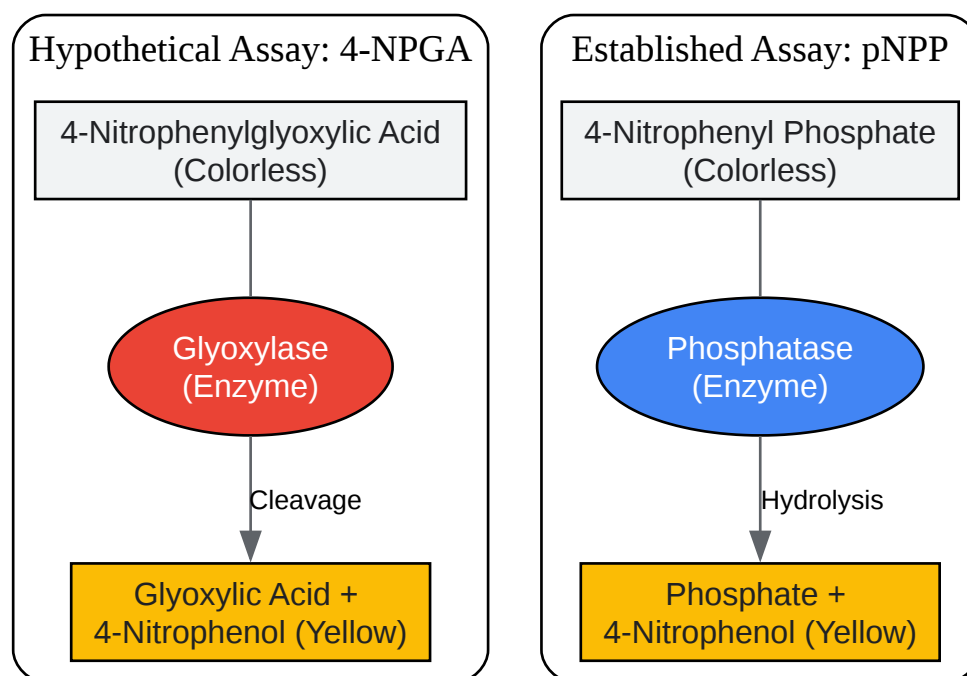 Hypothetical Assay: 4-NPGA
4-Nitrophenylglyoxylic Acid
(Colorless)
Glyoxylase
(Enzyme)
Cleavage
Glyoxylic Acid +
4-Nitrophenol (Yellow)
Established Assay: pNPP
4-Nitrophenyl Phosphate
(Colorless)
Phosphatase
(Enzyme)
Hydrolysis
Phosphate +
4-Nitrophenol (Yellow)